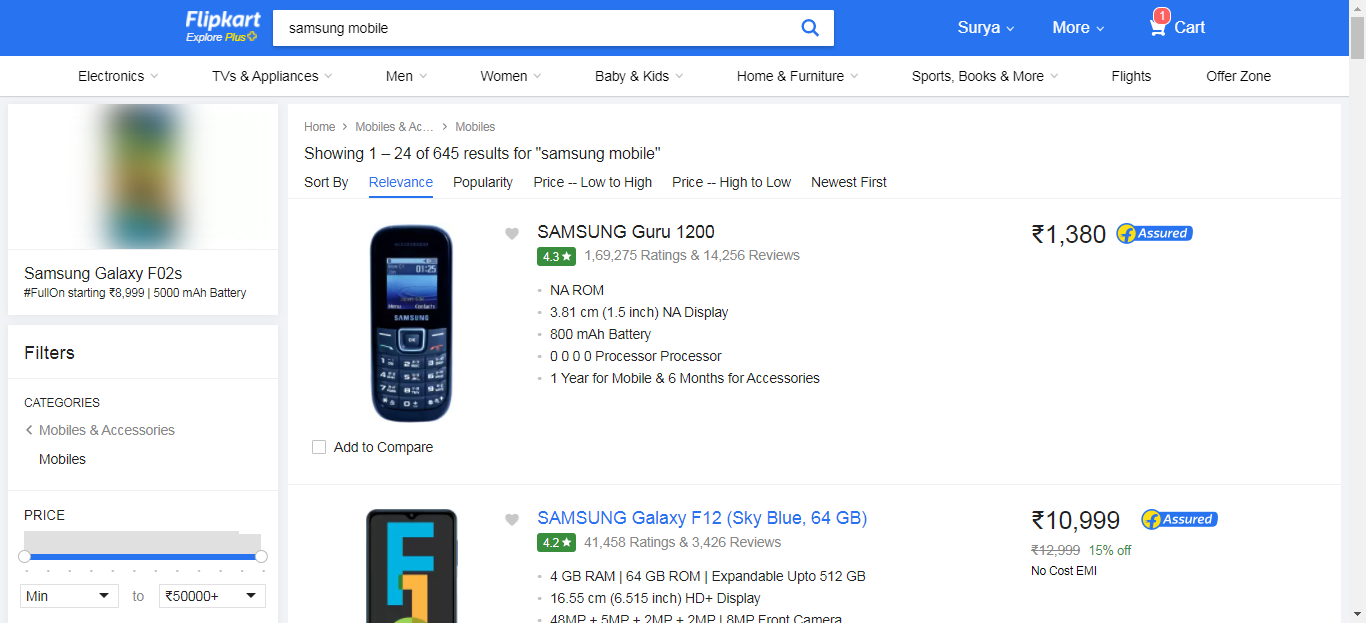 Flipkart
Explore Plus
samsung mobile
Surya
More
1
Cart
Electronics
TVs & Appliances
Men
Women
Baby & Kids
Home & Furniture
Sports, Books & More
Flights
Offer Zone
Samsung Galaxy F02s
#FullOn starting ₹8,999 | 5000 mAh Battery
Filters
CATEGORIES
Mobiles & Accessories
Mobiles
PRICE
Min
to
₹50000+
Home
Mobiles & Ac...
Mobiles
Showing 1 – 24 of 645 results for "samsung mobile"
Sort By
Relevance
Popularity
Price -- Low to High
Price -- High to Low
Newest First
01:25
Menu
Contacts
SAMSUNG
OK
Add to Compare
SAMSUNG Guru 1200
4.3
1,69,275 Ratings & 14,256 Reviews
NA ROM
3.81 cm (1.5 inch) NA Display
800 mAh Battery
0 0 0 0 Processor Processor
1 Year for Mobile & 6 Months for Accessories
₹1,380
Assured
F1
SAMSUNG Galaxy F12 (Sky Blue, 64 GB)
4.2
41,458 Ratings & 3,426 Reviews
4 GB RAM | 64 GB ROM | Expandable Upto 512 GB
16.55 cm (6.515 inch) HD+ Display
48MP + 5MP + 2MP + 2MP | 8MP Front Camera
₹10,999
Assured
₹12,999 15% off
No Cost EMI